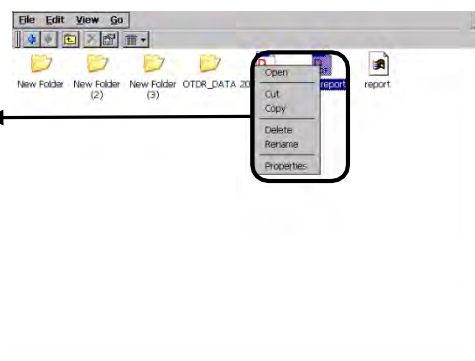 File Edit View Go
New Folder New Folder New Folder OTDR_DATA 20 report report
(2) (3)
Open
Cut
Copy
Delete
Rename
Properties